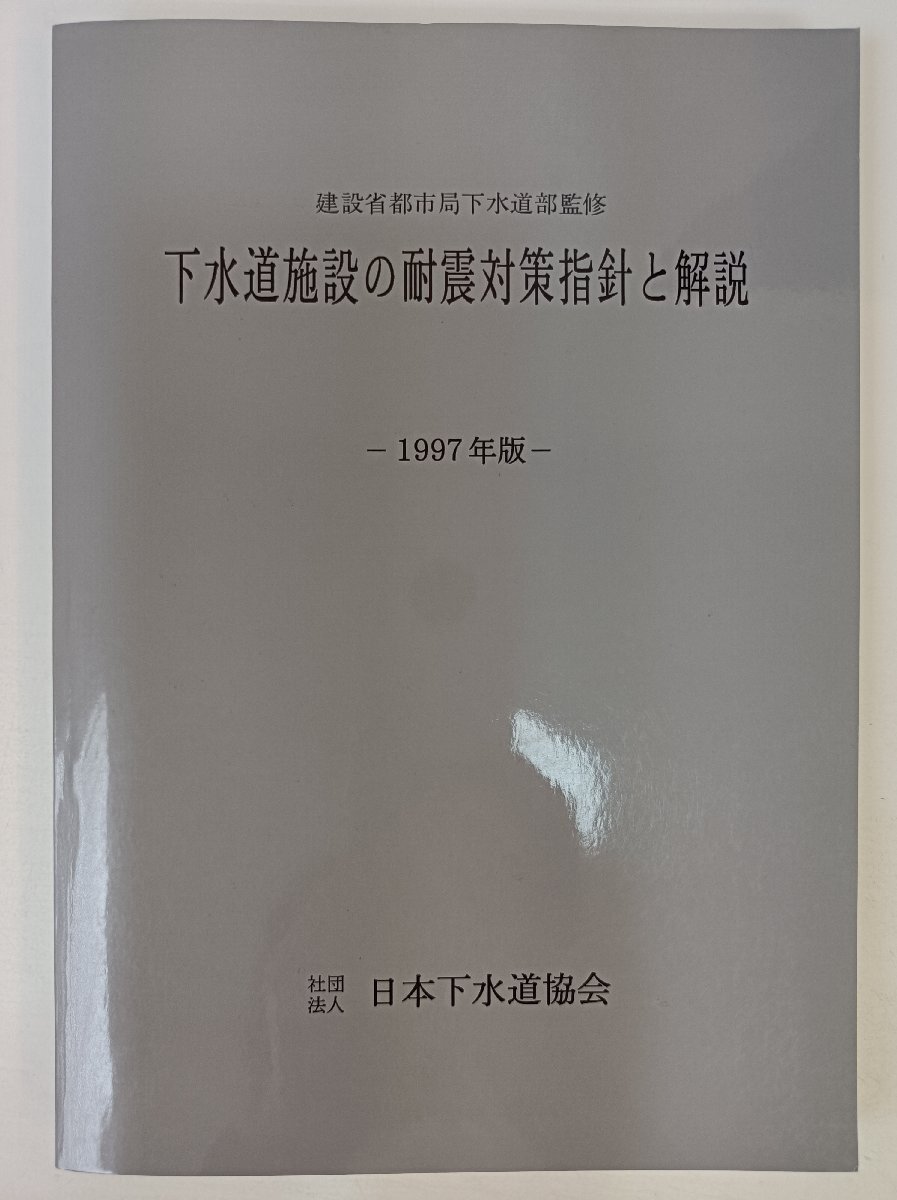 建設省都市局下水道部監修
下水道施設の耐震対策指針と解説
－1997年版－
社団法人 日本下水道協会